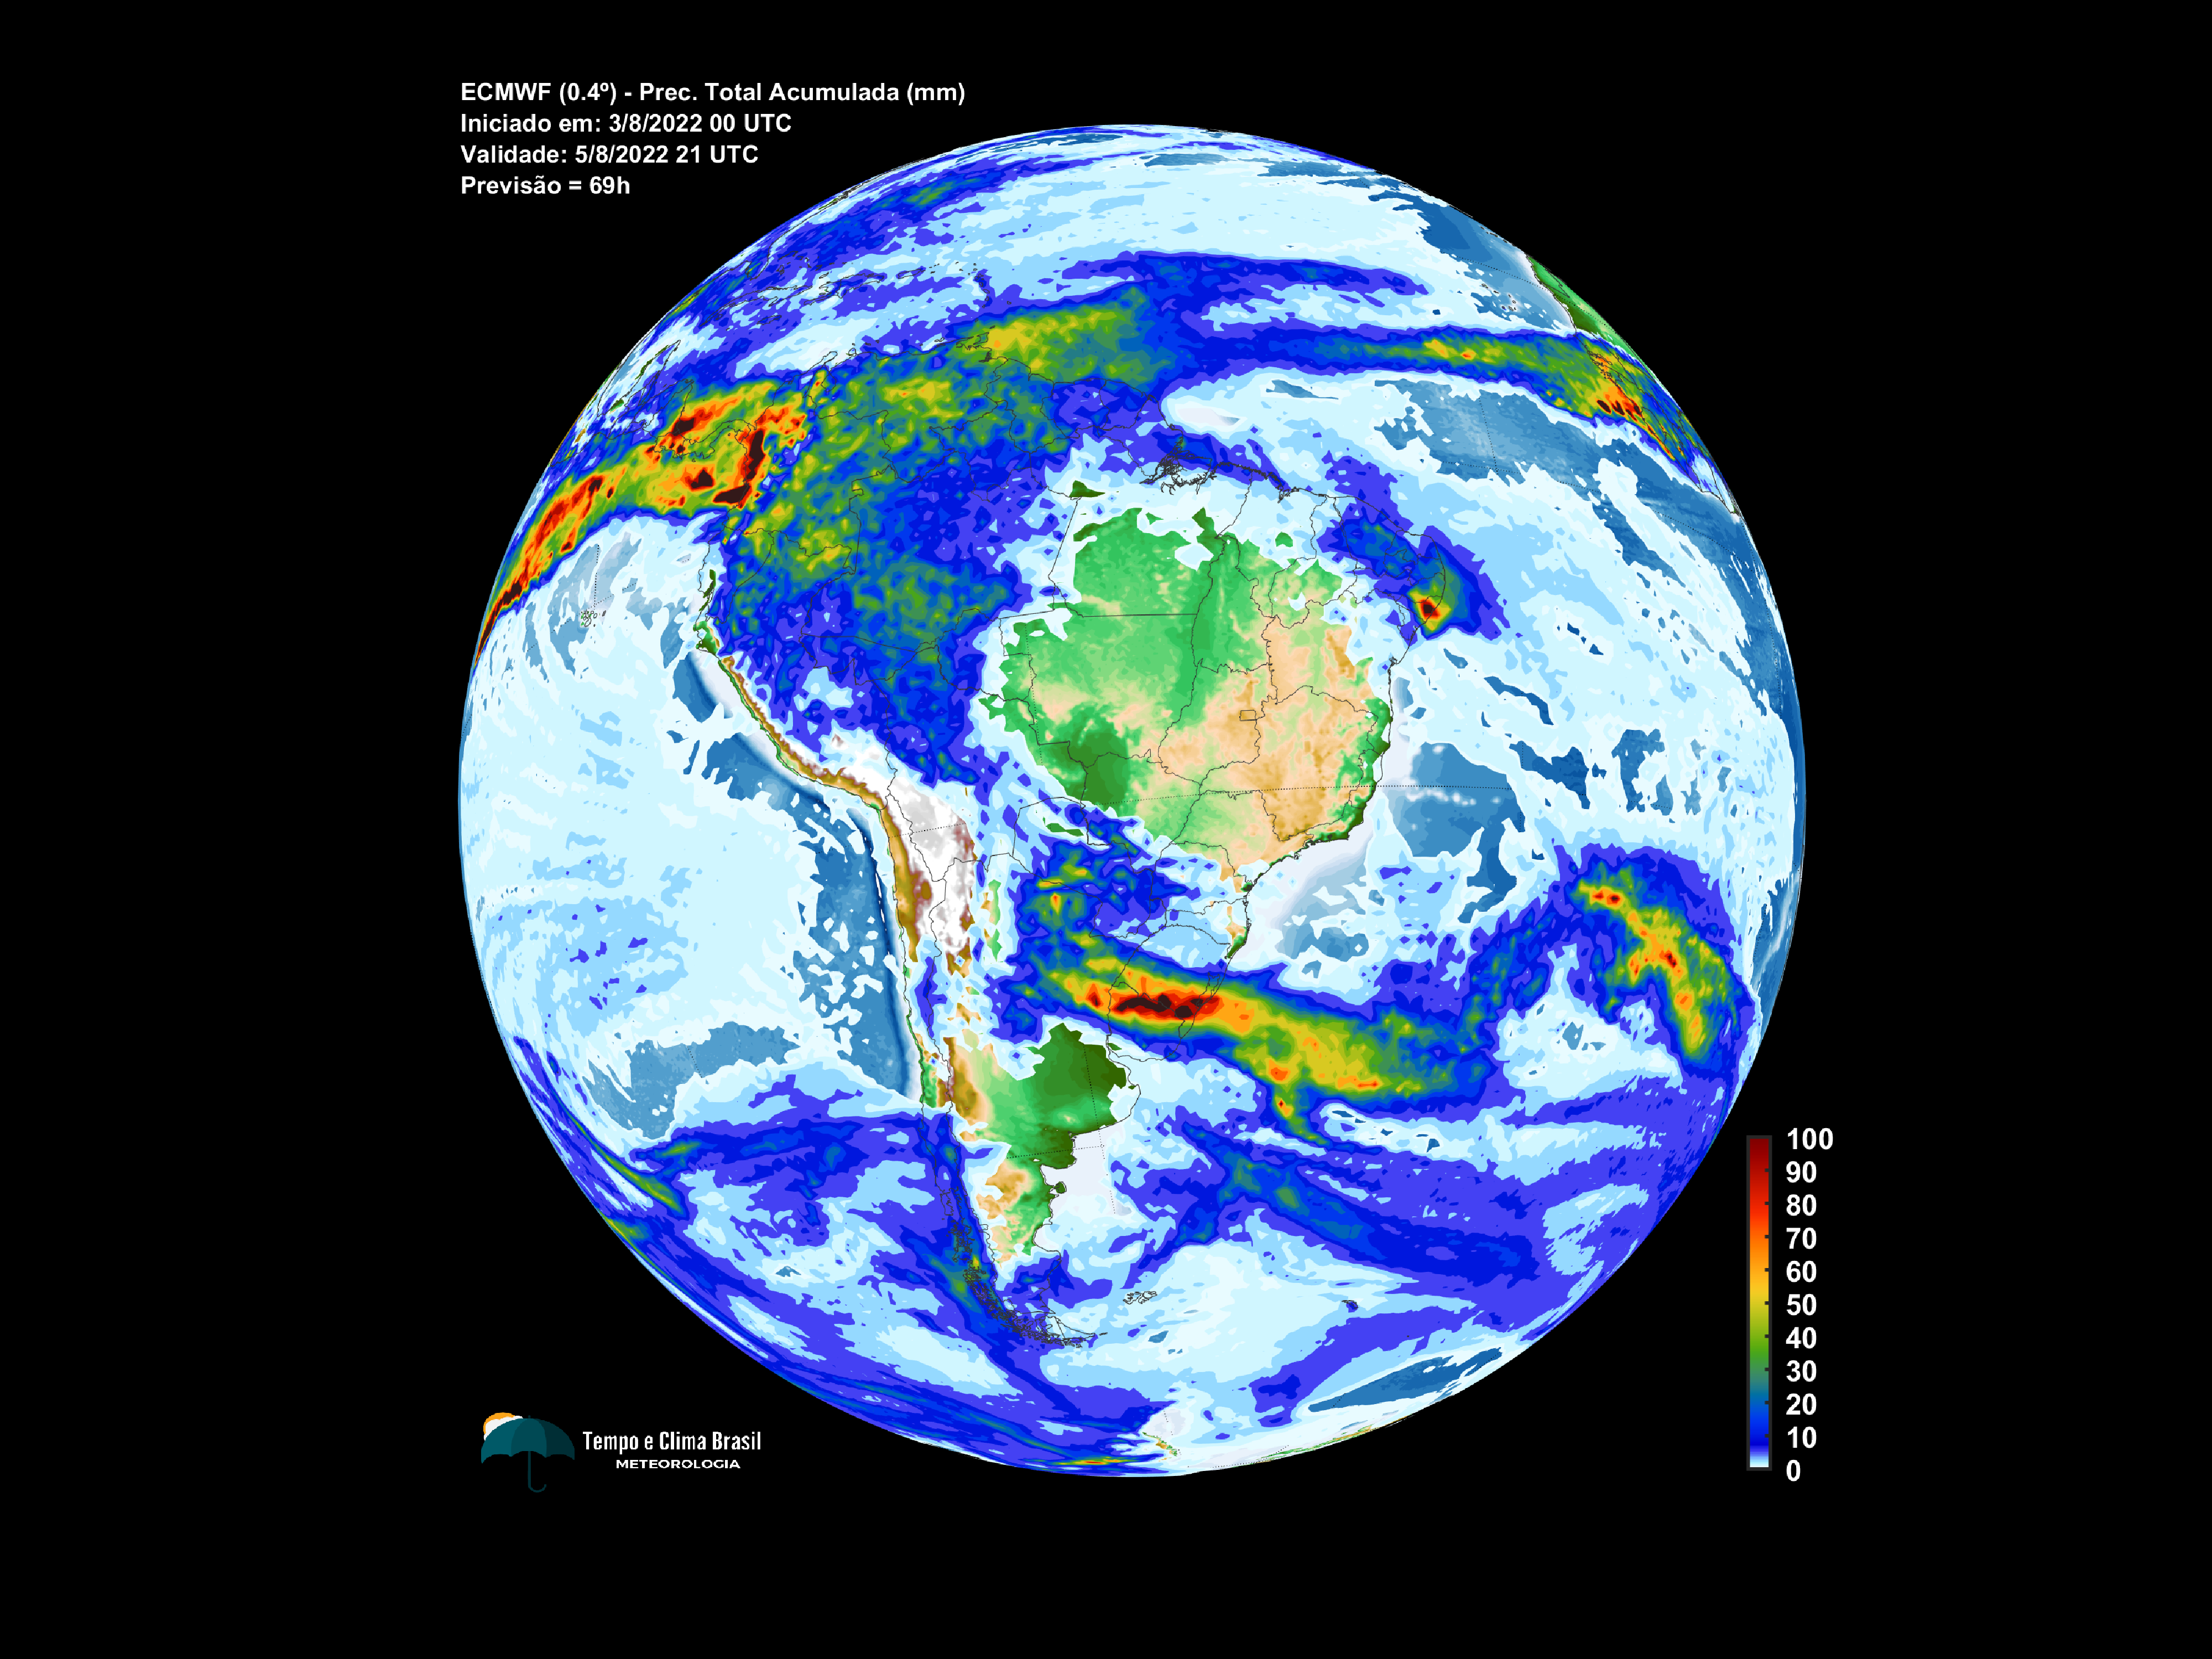 ECMWF (0.4º) - Prec. Total Acumulada (mm)
Iniciado em: 3/8/2022 00 UTC
Validade: 5/8/2022 21 UTC
Previsão = 69h
100
90
80
70
60
50
40
30
20
10
0
Tempo e Clima Brasil
METEOROLOGIA